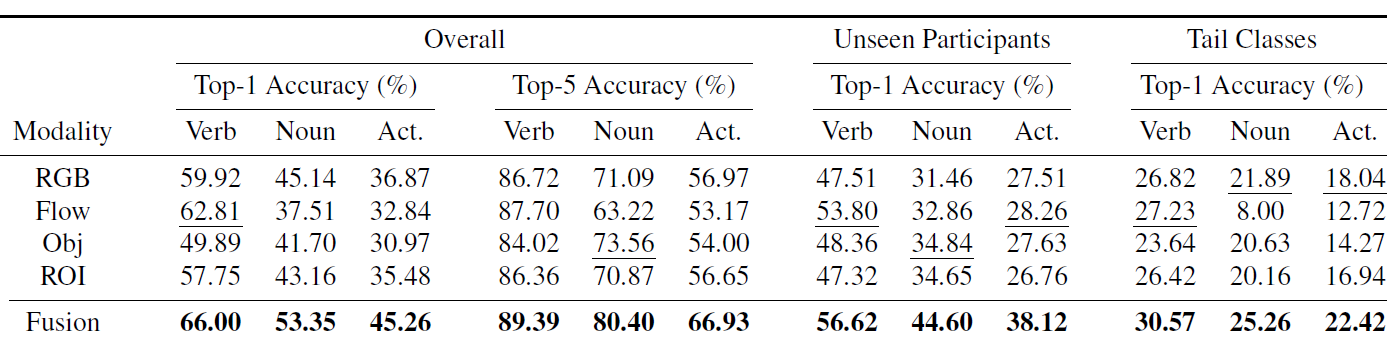 Overall Unseen Participants Tail Classes
Top-1 Accuracy (%) Top-5 Accuracy (%) Top-1 Accuracy (%) Top-1 Accuracy (%)
Modality Verb Noun Act. Verb Noun Act. Verb Noun Act. Verb Noun Act.
RGB 59.92 45.14 36.87 86.72 71.09 56.97 47.51 31.46 27.51 26.82 21.89 18.04
Flow 62.81 37.51 32.84 87.70 63.22 53.17 53.80 32.86 28.26 27.23 8.00 12.72
Obj 49.89 41.70 30.97 84.02 73.56 54.00 48.36 34.84 27.63 23.64 20.63 14.27
ROI 57.75 43.16 35.48 86.36 70.87 56.65 47.32 34.65 26.76 26.42 20.16 16.94
Fusion 66.00 53.35 45.26 89.39 80.40 66.93 56.62 44.60 38.12 30.57 25.26 22.42